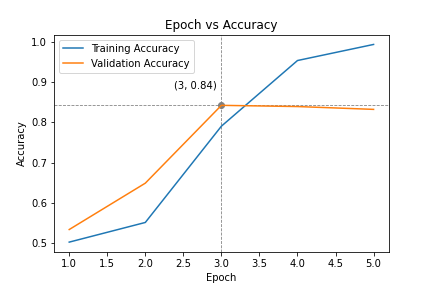 Epoch vs Accuracy
Training Accuracy
Validation Accuracy
(3, 0.84)
Accuracy
1.0
0.9
0.8
0.7
0.6
0.5
1.0 1.5 2.0 2.5 3.0 3.5 4.0 4.5 5.0
Epoch